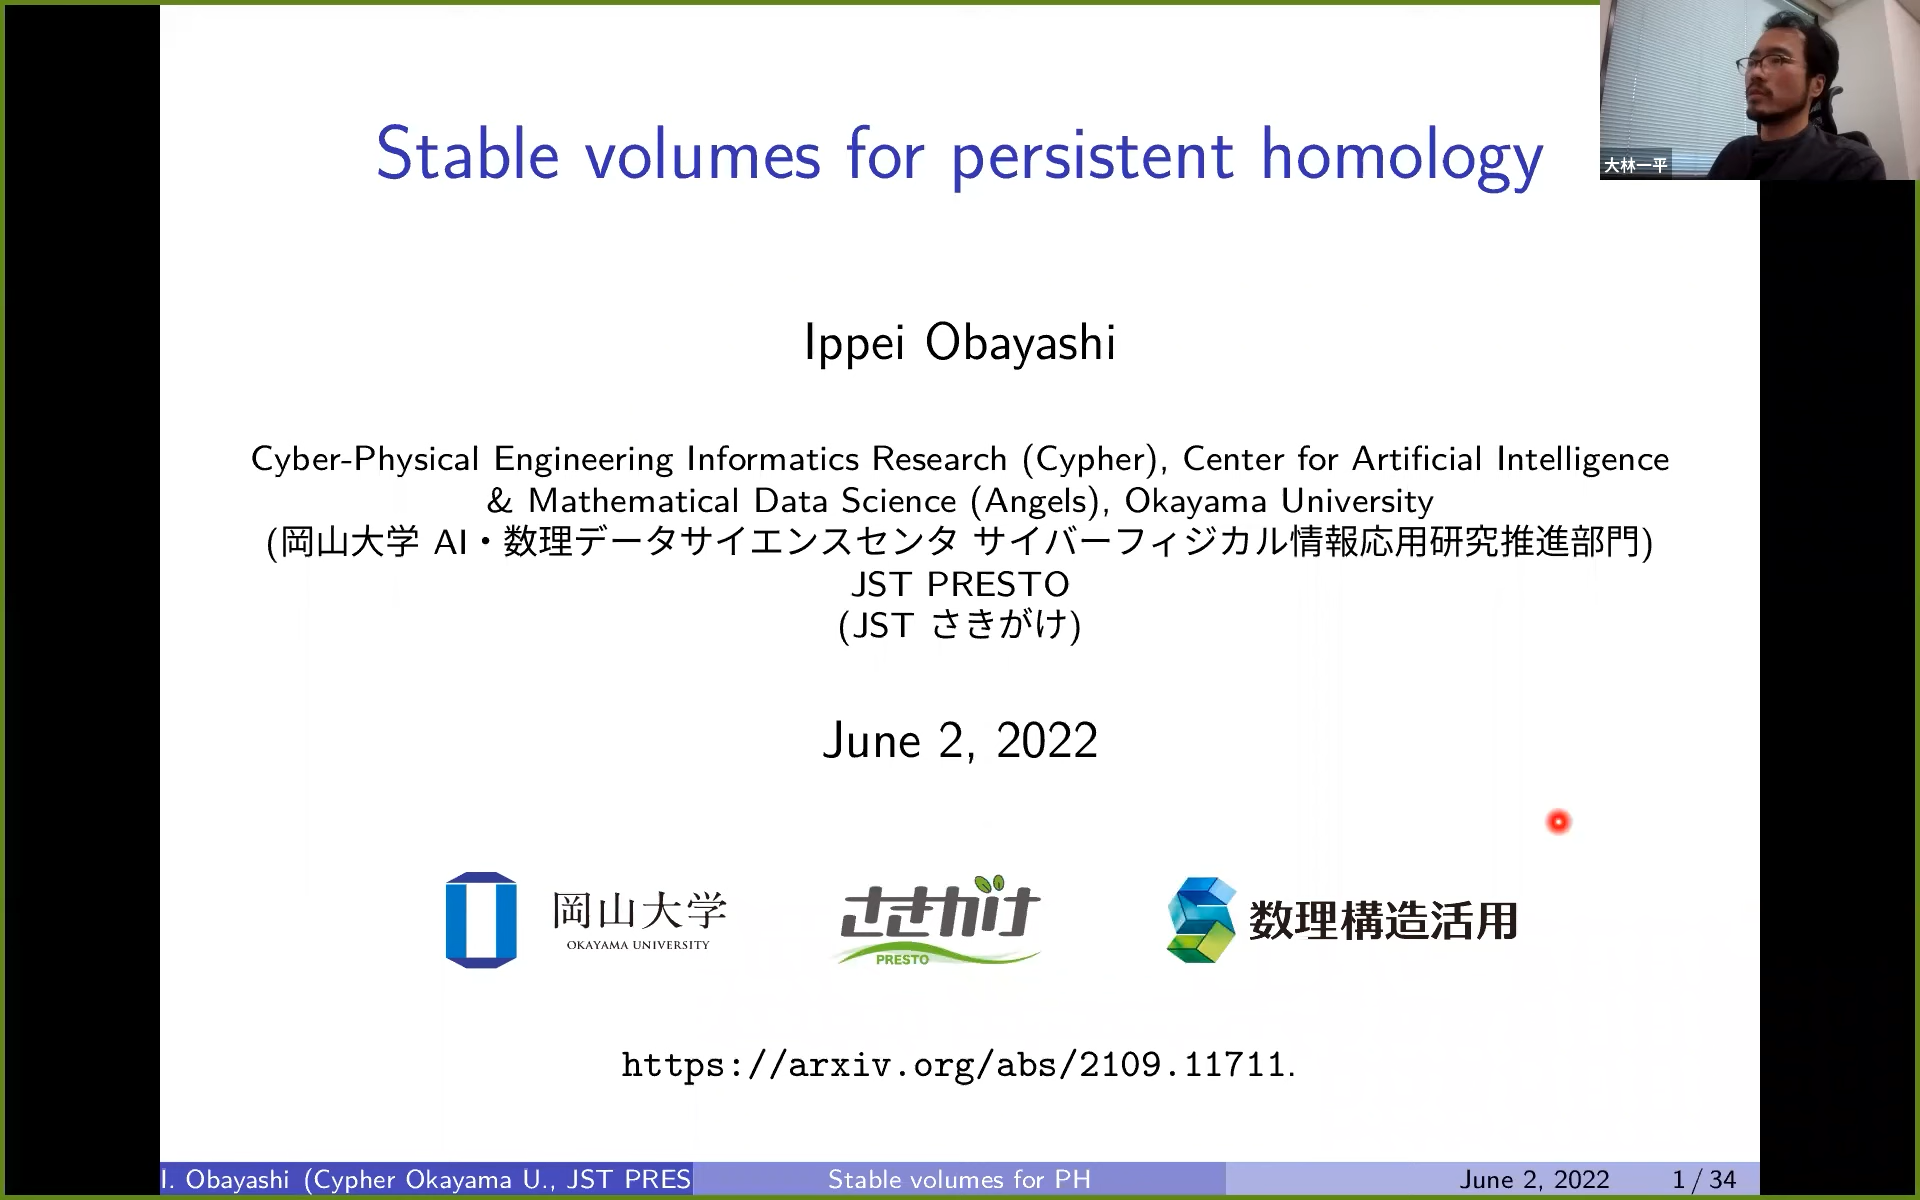 Stable volumes for persistent homology
大林一平
Ippei Obayashi
Cyber-Physical Engineering Informatics Research (Cypher), Center for Artificial Intelligence
& Mathematical Data Science (Angels), Okayama University
(岡山大学 AI・数理データサイエンスセンタ サイバーフィジカル情報応用研究推進部門)
JST PRESTO
(JST さきがけ)
June 2, 2022
岡山大学
OKAYAMA UNIVERSITY
さきがけ
PRESTO
数理構造活用
https://arxiv.org/abs/2109.11711.
I. Obayashi (Cypher Okayama U., JST PRES
Stable volumes for PH
June 2, 2022
1 / 34